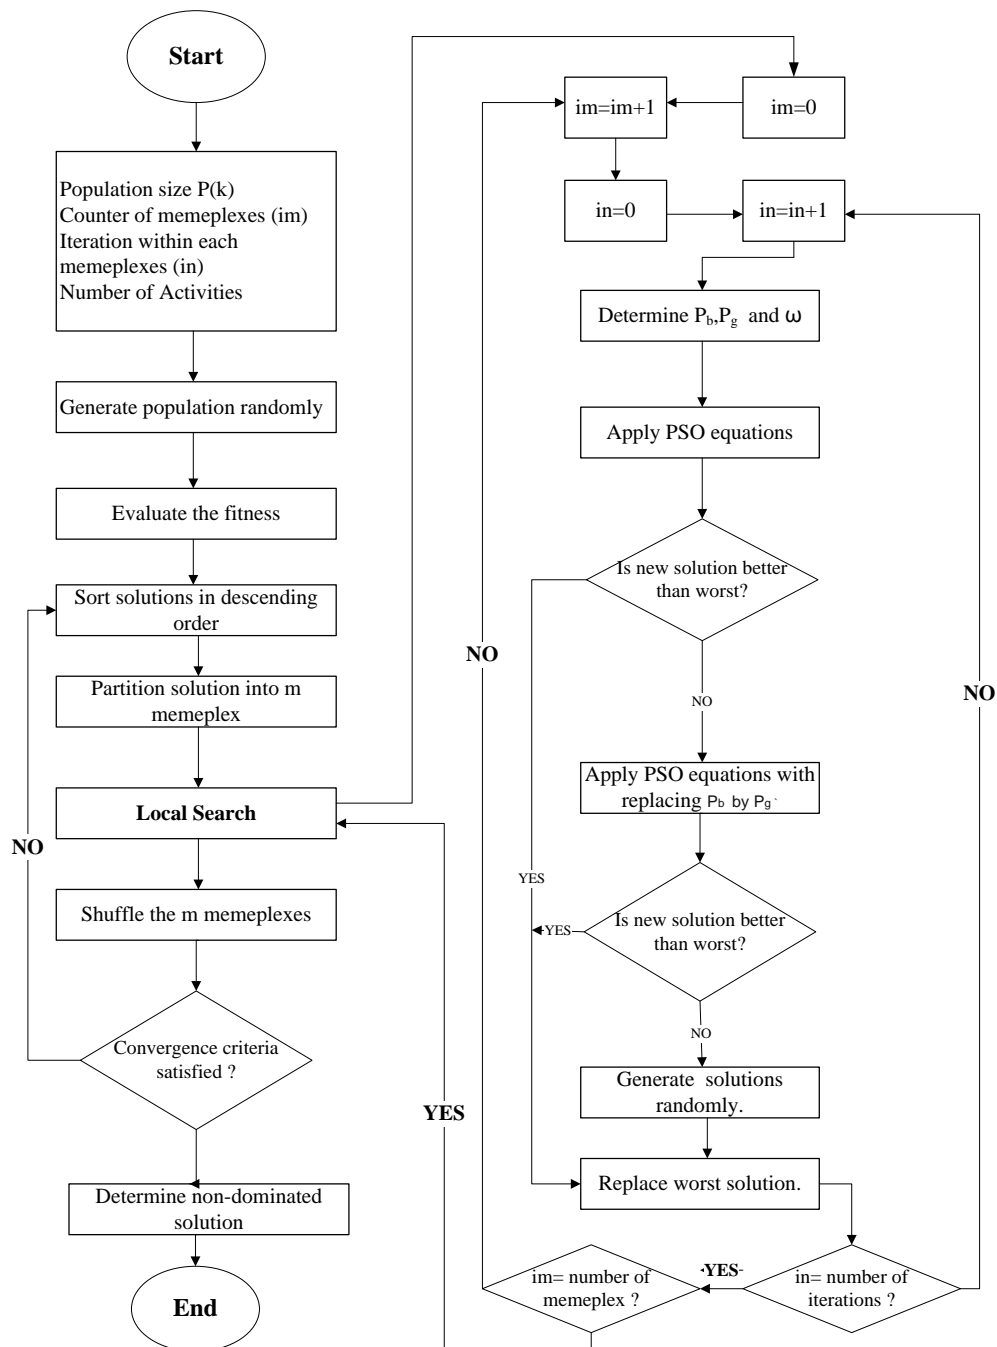 Start
Population size P(k)
Counter of memeplexes (im)
Iteration within each
memeplexes (in)
Number of Activities
Generate population randomly
Evaluate the fitness
Sort solutions in descending
order
Partition solution into m
memeplex
Local Search
NO
Shuffle the m memeplexes
Convergence criteria
satisfied ?
Determine non-dominated
solution
End
im=im+1
im=0
in=0
in=in+1
Determine Pb,Pg and ω
Apply PSO equations
Is new solution better
than worst?
NO
NO
NO
Apply PSO equations with
replacing Pb by Pg
YES
Is new solution better
than worst?
YES
NO
Generate solutions
randomly.
YES
Replace worst solution.
im= number of
memeplex ?
YES
in= number of
iterations ?